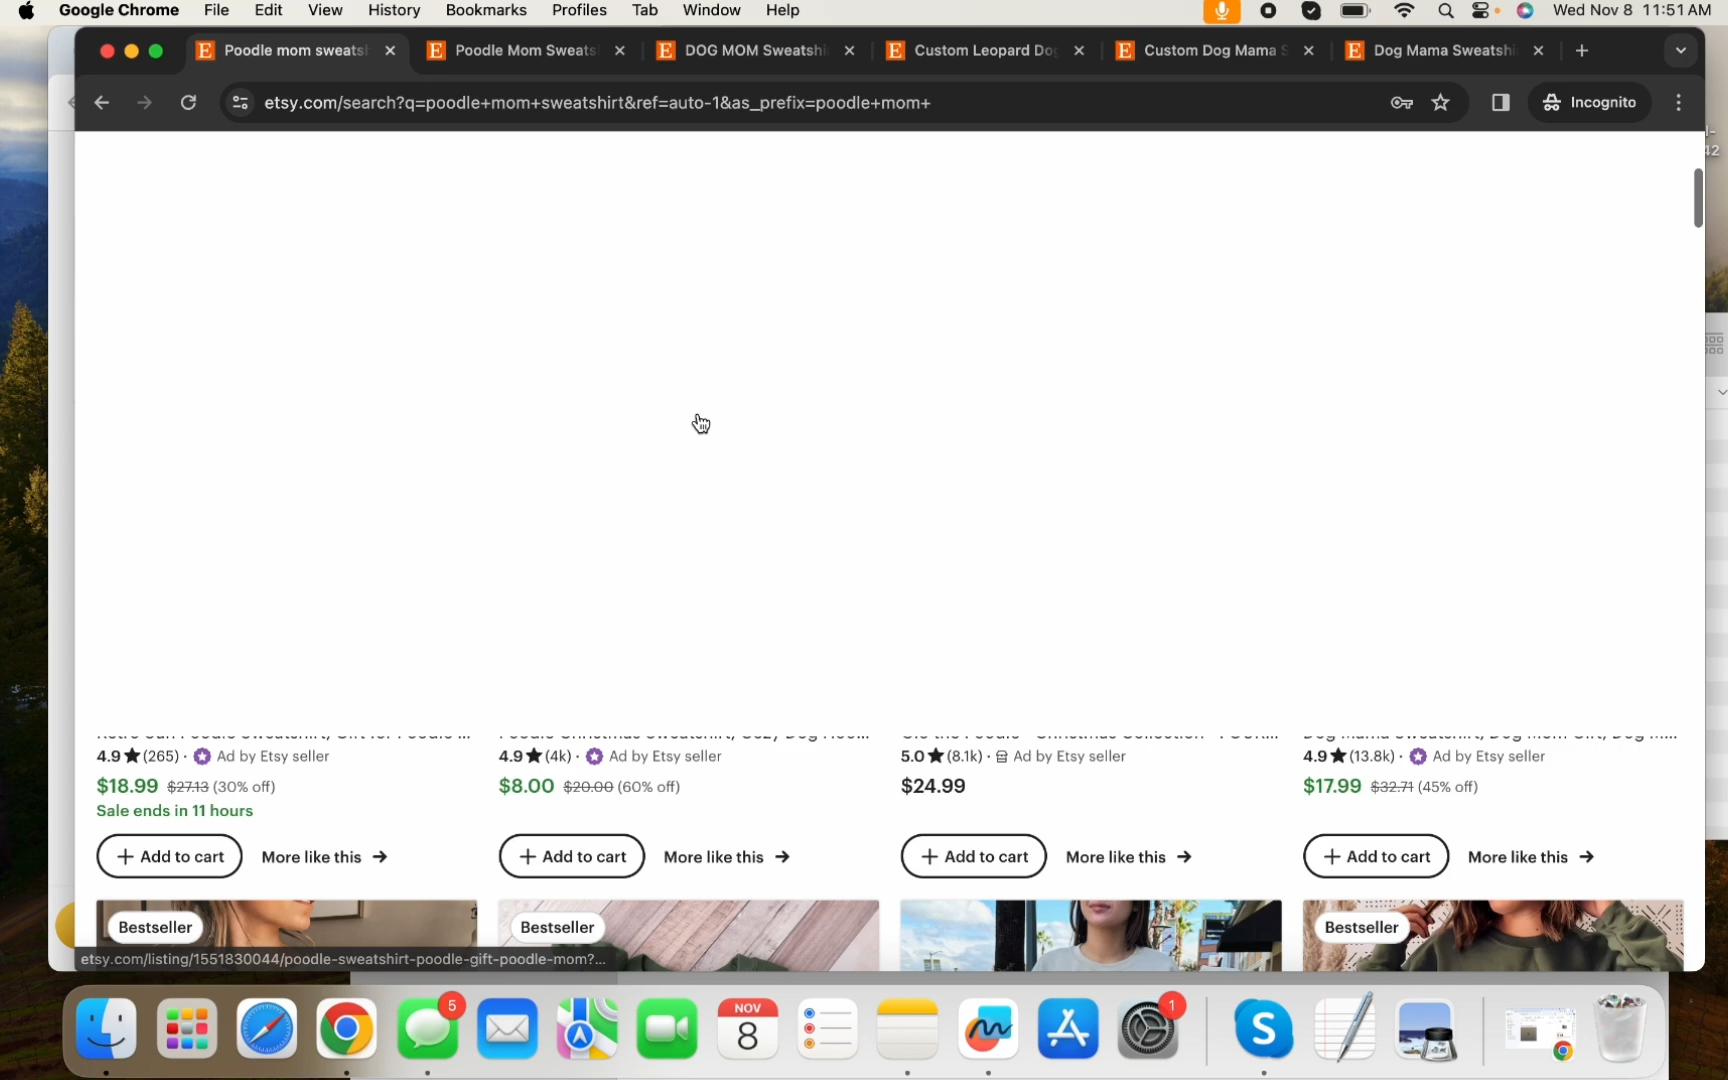 Google Chrome File Edit View History Bookmarks Profiles Tab Window Help Wed Nov 8 11:51 AM
Poodle mom sweatsh Poodle Mom Sweats DOG MOM Sweatshi Custom Leopard Do Custom Dog Mama S Dog Mama Sweatshi
etsy.com/search?q=poodle+mom+sweatshirt&ref=auto-1&as_prefix=poodle+mom+ Incognito
4.9 (265) · Ad by Etsy seller 4.9 (4k) · Ad by Etsy seller 5.0 (8.1k) · Ad by Etsy seller 4.9 (13.8k) · Ad by Etsy seller
$18.99 $27.13 (30% off) $8.00 $20.00 (60% off) $24.99 $17.99 $32.71 (45% off)
Sale ends in 11 hours
+ Add to cart More like this → + Add to cart More like this → + Add to cart More like this → + Add to cart More like this →
Bestseller Bestseller Bestseller
etsy.com/listing/1551830044/poodle-sweatshirt-poodle-gift-poodle-mom?...
5 NOV 8 1